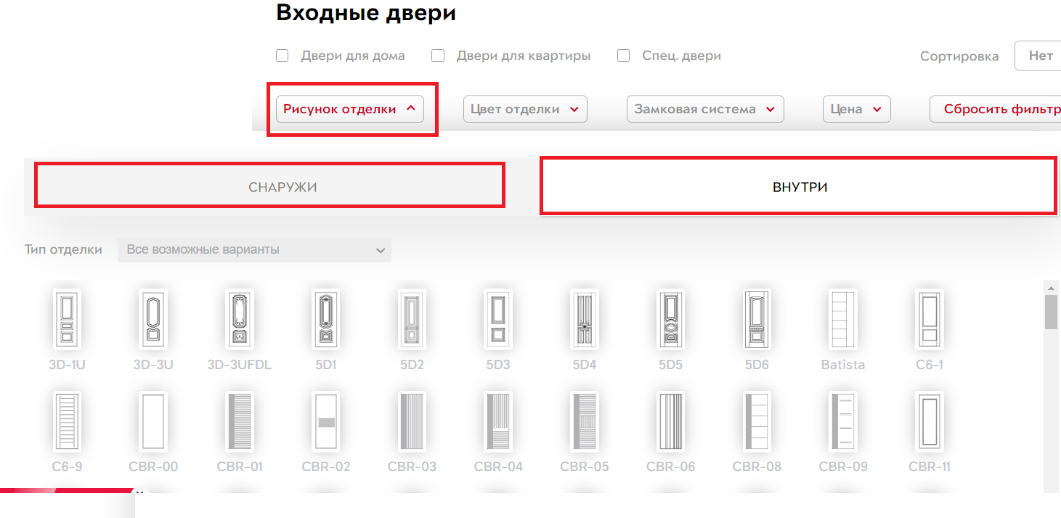 Входные двери
Двери для дома Двери для квартиры Спец. двери Сортировка Нет
Рисунок отделки Цвет отделки Замковая система Цена Сбросить фильтр
СНАРУЖИ ВНУТРИ
Тип отделки Все возможные варианты
3D-1U 3D-3U 3D-3UFDL 5D1 5D2 5D3 5D4 5D5 5D6 Batista C6-1
C6-9 CBR-00 CBR-01 CBR-02 CBR-03 CBR-04 CBR-05 CBR-06 CBR-08 CBR-09 CBR-11